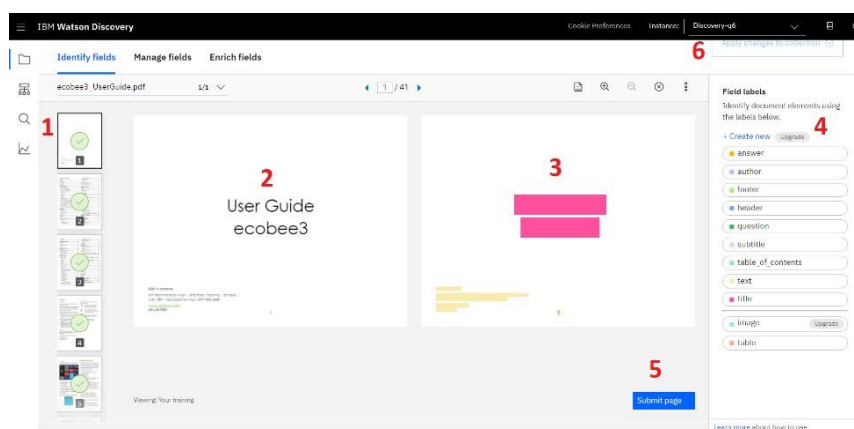 IBM Watson Discovery
Cookie Preferences
Instance:
Discovery-q6
Identify fields
Manage fields
Enrich fields
6
Apply changes to collection
ecobee3_UserGuide.pdf
1/1
1 / 41
Field labels
Identify document elements using
the labels below.
4
+ Create new
Upgrade
answer
author
footer
header
question
subtitle
table_of_contents
text
title
image
Upgrade
table
1
1
2
3
4
5
2
User Guide
ecobee3
3
5
Viewing: Your training
Submit page
Learn more about how to use